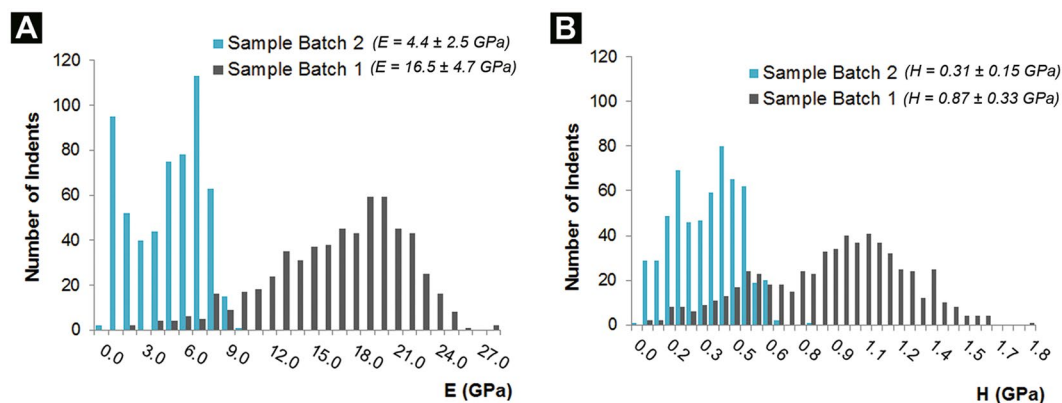 A
Sample Batch 2 (E = 4.4 ± 2.5 GPa)
Sample Batch 1 (E = 16.5 ± 4.7 GPa)
Number of Indents
120
100
80
60
40
20
0
0.0 3.0 6.0 9.0 12.0 15.0 18.0 21.0 24.0 27.0
E (GPa)
B
Sample Batch 2 (H = 0.31 ± 0.15 GPa)
Sample Batch 1 (H = 0.87 ± 0.33 GPa)
Number of Indents
120
100
80
60
40
20
0
0.0 0.2 0.3 0.5 0.6 0.8 0.9 1.1 1.2 1.4 1.5 1.7 1.8
H (GPa)